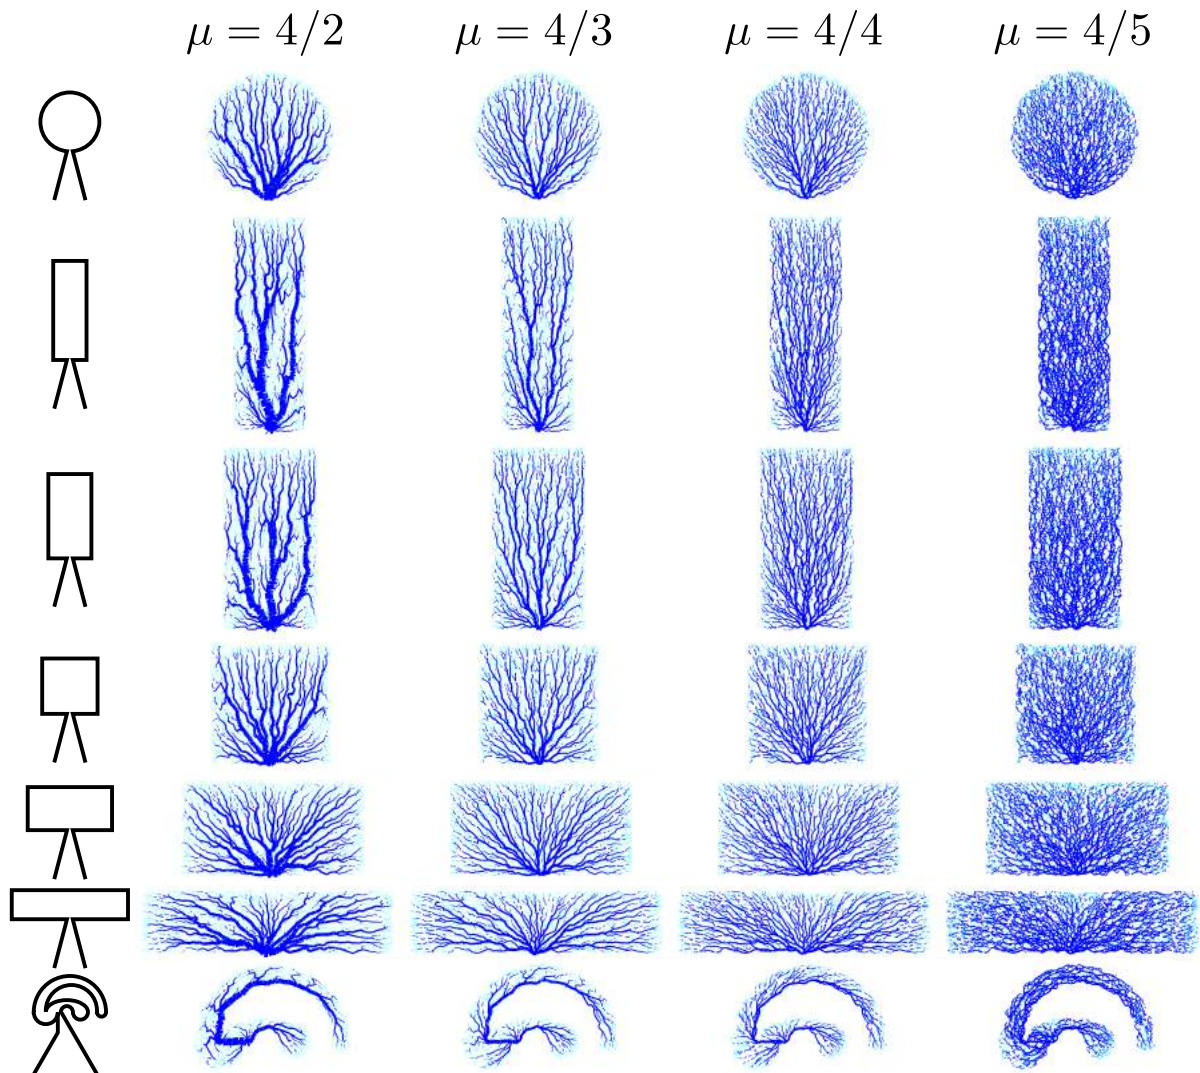 μ = 4/2 μ = 4/3 μ = 4/4 μ = 4/5